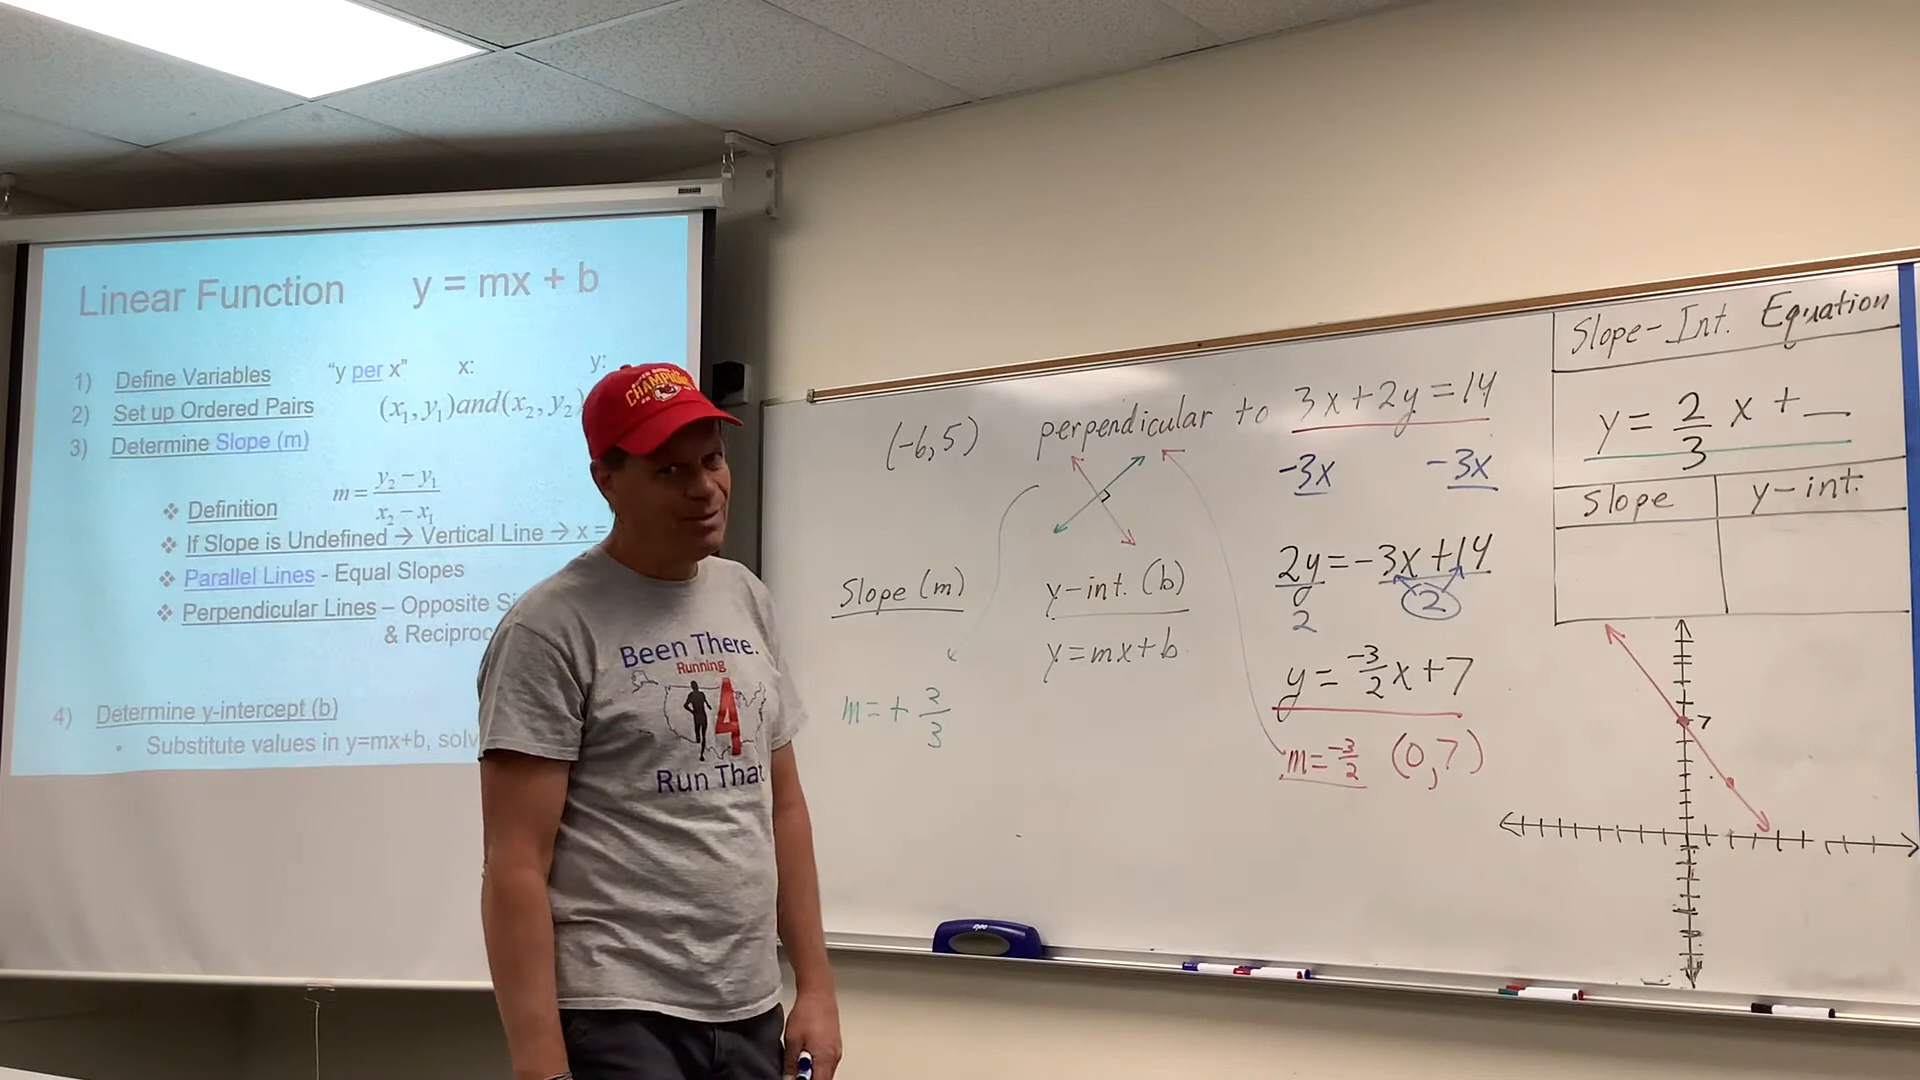 Linear Function y = mx + b
1) Define Variables "y per x" x: y:
2) Set up Ordered Pairs (x₁, y₁)and(x₂, y₂)
3) Determine Slope (m)
❖ Definition m = y₂ − y₁ / x₂ − x₁
❖ If Slope is Undefined → Vertical Line → x =
❖ Parallel Lines - Equal Slopes
❖ Perpendicular Lines – Opposite
& Reciproc
4) Determine y-intercept (b)
• Substitute values in y=mx+b, solv
CHAMPIONS
Been There.
Running
4
Run That
(-6,5) perpendicular to 3x+2y=14
-3x -3x
Slope (m)
m=+ 2/3
y-int. (b)
y=mx+b
2y=-3x+14
2 2
y=-3/2x+7
m=-3/2 (0,7)
Slope-Int. Equation
y= 2/3 x +_
Slope y-int.
7
expo